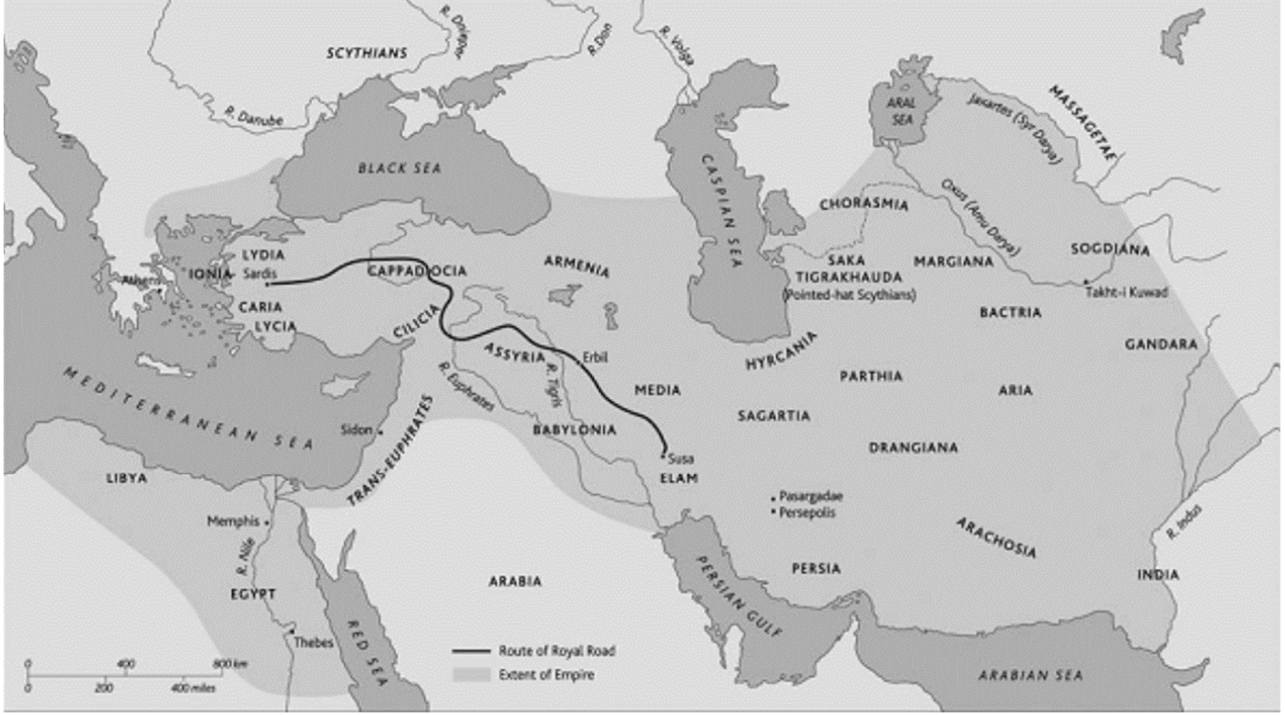 R. Dnieper
R. Don
R. Volga
SCYTHIANS
R. Danube
BLACK SEA
CASPIAN SEA
ARAL
SEA
Jaxartes (Syr Darya)
MASSAGETAE
Oxus (Amu Darya)
CHORASMIA
SOGDIANA
LYDIA
IONIA
Sardis
Athens
CARIA
LYCIA
CAPPADOCIA
CILICIA
ARMENIA
SAKA
TIGRAKHAUDA
(Pointed-hat Scythians)
MARGIANA
Takht-i Kuwad
BACTRIA
GANDARA
HYRCANIA
ASSYRIA
Erbil
R. Tigris
R. Euphrates
MEDIA
PARTHIA
ARIA
SAGARTIA
MEDITERRANEAN SEA
Sidon
TRANS-EUPHRATES
BABYLONIA
DRANGIANA
Susa
ELAM
LIBYA
Pasargadae
Persepolis
Memphis
R. Nile
ARACHOSIA
R. Indus
EGYPT
ARABIA
PERSIAN GULF
PERSIA
INDIA
Thebes
RED SEA
ARABIAN SEA
0 400 800 km
0 200 400 miles
Route of Royal Road
Extent of Empire